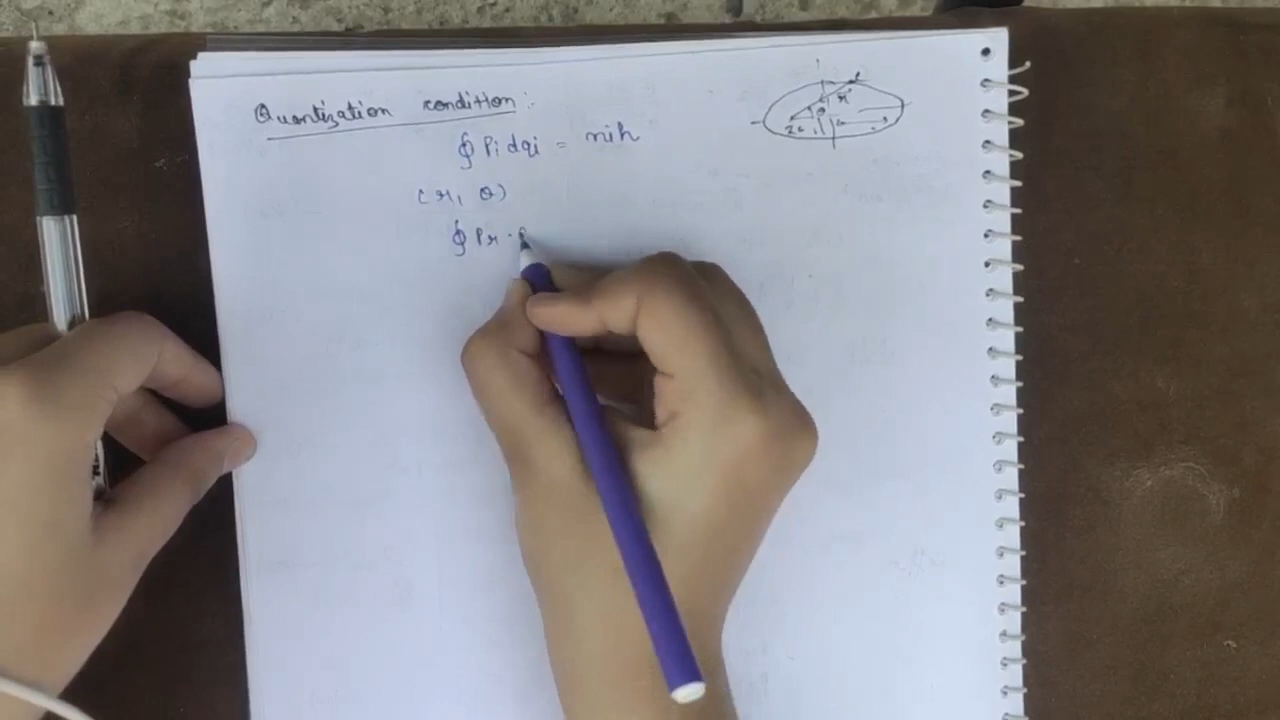 Quantization condition :
∮ Pi dqi = nih
(r, θ)
∮ Pr ·
r
θ